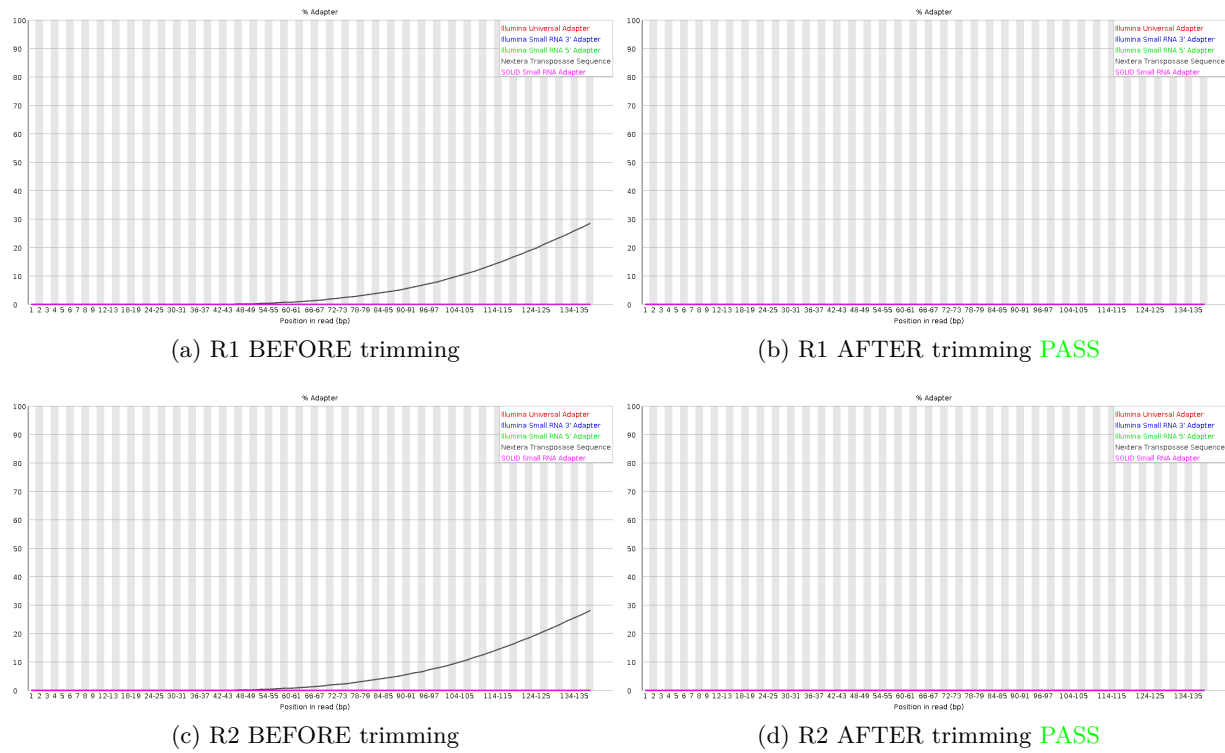 % Adapter
100
90
80
70
60
50
40
30
20
10
0
Illumina Universal Adapter
Illumina Small RNA 3' Adapter
Illumina Small RNA 5' Adapter
Nextera Transposase Sequence
SOLID Small RNA Adapter
1 2 3 4 5 6 7 8 9 12-13 18-19 24-25 30-31 36-37 42-43 48-49 54-55 60-61 66-67 72-73 78-79 84-85 90-91 96-97 104-105 114-115 124-125 134-135
Position in read (bp)
(a) R1 BEFORE trimming
% Adapter
100
90
80
70
60
50
40
30
20
10
0
Illumina Universal Adapter
Illumina Small RNA 3' Adapter
Illumina Small RNA 5' Adapter
Nextera Transposase Sequence
SOLID Small RNA Adapter
1 2 3 4 5 6 7 8 9 12-13 18-19 24-25 30-31 36-37 42-43 48-49 54-55 60-61 66-67 72-73 78-79 84-85 90-91 96-97 104-105 114-115 124-125 134-135
Position in read (bp)
(b) R1 AFTER trimming PASS
% Adapter
100
90
80
70
60
50
40
30
20
10
0
Illumina Universal Adapter
Illumina Small RNA 3' Adapter
Illumina Small RNA 5' Adapter
Nextera Transposase Sequence
SOLID Small RNA Adapter
1 2 3 4 5 6 7 8 9 12-13 18-19 24-25 30-31 36-37 42-43 48-49 54-55 60-61 66-67 72-73 78-79 84-85 90-91 96-97 104-105 114-115 124-125 134-135
Position in read (bp)
(c) R2 BEFORE trimming
% Adapter
100
90
80
70
60
50
40
30
20
10
0
Illumina Universal Adapter
Illumina Small RNA 3' Adapter
Illumina Small RNA 5' Adapter
Nextera Transposase Sequence
SOLID Small RNA Adapter
1 2 3 4 5 6 7 8 9 12-13 18-19 24-25 30-31 36-37 42-43 48-49 54-55 60-61 66-67 72-73 78-79 84-85 90-91 96-97 104-105 114-115 124-125 134-135
Position in read (bp)
(d) R2 AFTER trimming PASS